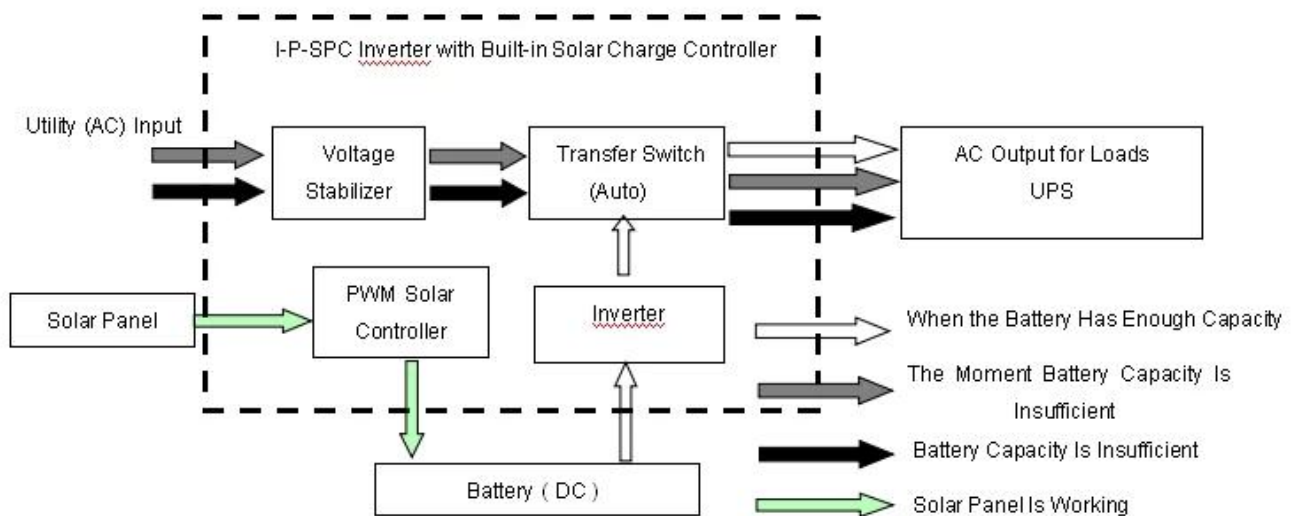 I-P-SPC Inverter with Built-in Solar Charge Controller
Utility (AC) Input
Voltage
Stabilizer
Transfer Switch
(Auto)
AC Output for Loads
UPS
Solar Panel
PWM Solar
Controller
Inverter
Battery ( DC )
When the Battery Has Enough Capacity
The Moment Battery Capacity Is
Insufficient
Battery Capacity Is Insufficient
Solar Panel Is Working